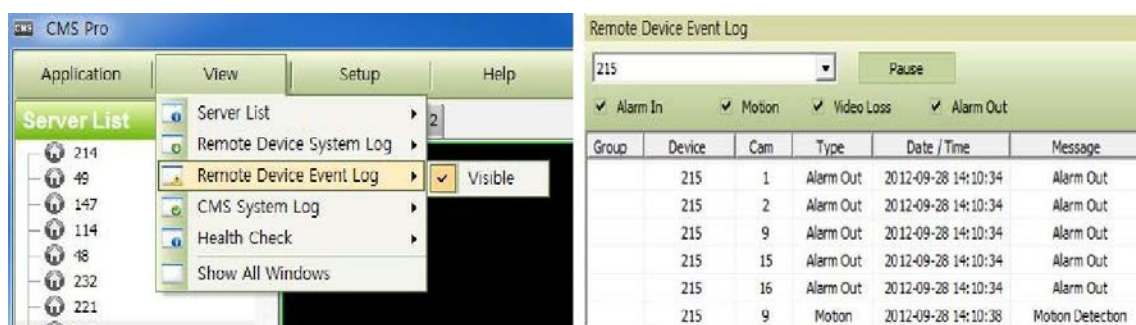 CMS CMS Pro
Application View Setup Help
Server List
214
49
147
114
48
232
221
Server List
Remote Device System Log
Remote Device Event Log
CMS System Log
Health Check
Show All Windows
2
Visible
Remote Device Event Log
215 Pause
Alarm In Motion Video Loss Alarm Out
Group Device Cam Type Date / Time Message
215 1 Alarm Out 2012-09-28 14:10:34 Alarm Out
215 2 Alarm Out 2012-09-28 14:10:34 Alarm Out
215 9 Alarm Out 2012-09-28 14:10:34 Alarm Out
215 15 Alarm Out 2012-09-28 14:10:34 Alarm Out
215 16 Alarm Out 2012-09-28 14:10:34 Alarm Out
215 9 Motion 2012-09-28 14:10:38 Motion Detection